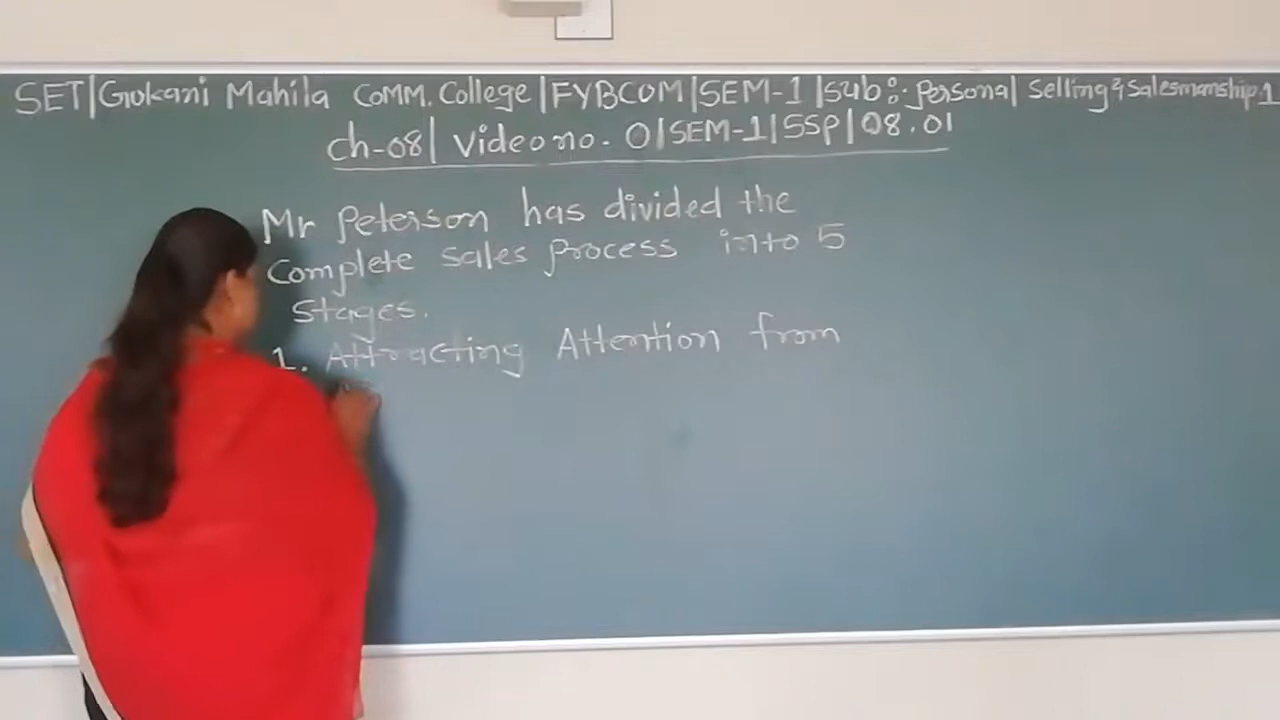 SET|Gokani Mahila COMM. College|FYBCOM|SEM-1|Sub:- Personal Selling & Salesmanship.1
Ch-08| Video no. 01|SEM-1|SSP|08.01
Mr Peterson has divided the
Complete sales process into 5
Stages.
1. Attracting Attention from